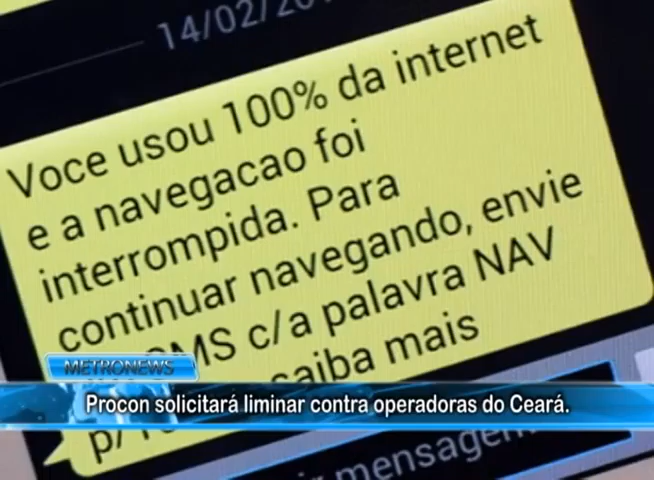 14/02/20
Voce usou 100% da internet
e a navegacao foi
interrompida. Para
continuar navegando, envie
c/a palavra NAV
saiba mais
p/
METRONEWS
Procon solicitará liminar contra operadoras do Ceará.
mensagem